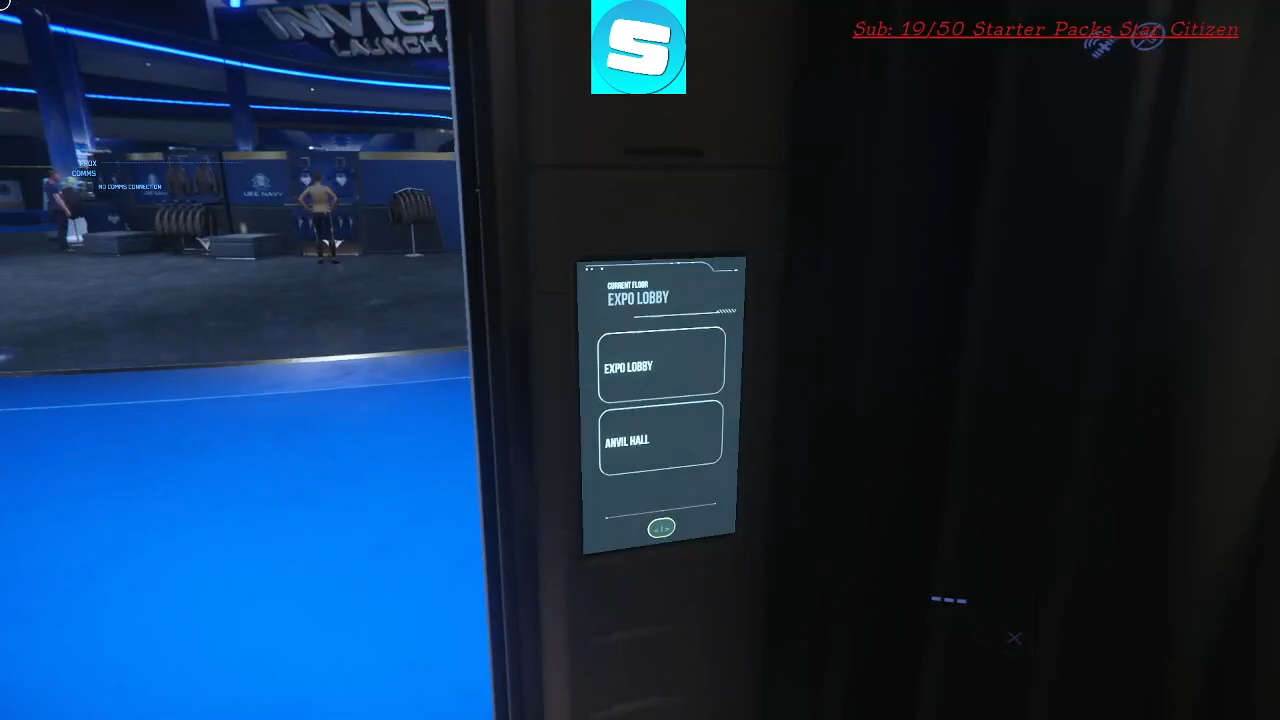 INVICT
LAUNCH
Sub: 19/50 Starter Packs Star Citizen
S
COMMS
NO COMMS CONNECTION
UEE NAVY
CURRENT FLOOR
EXPO LOBBY
EXPO LOBBY
ANVIL HALL